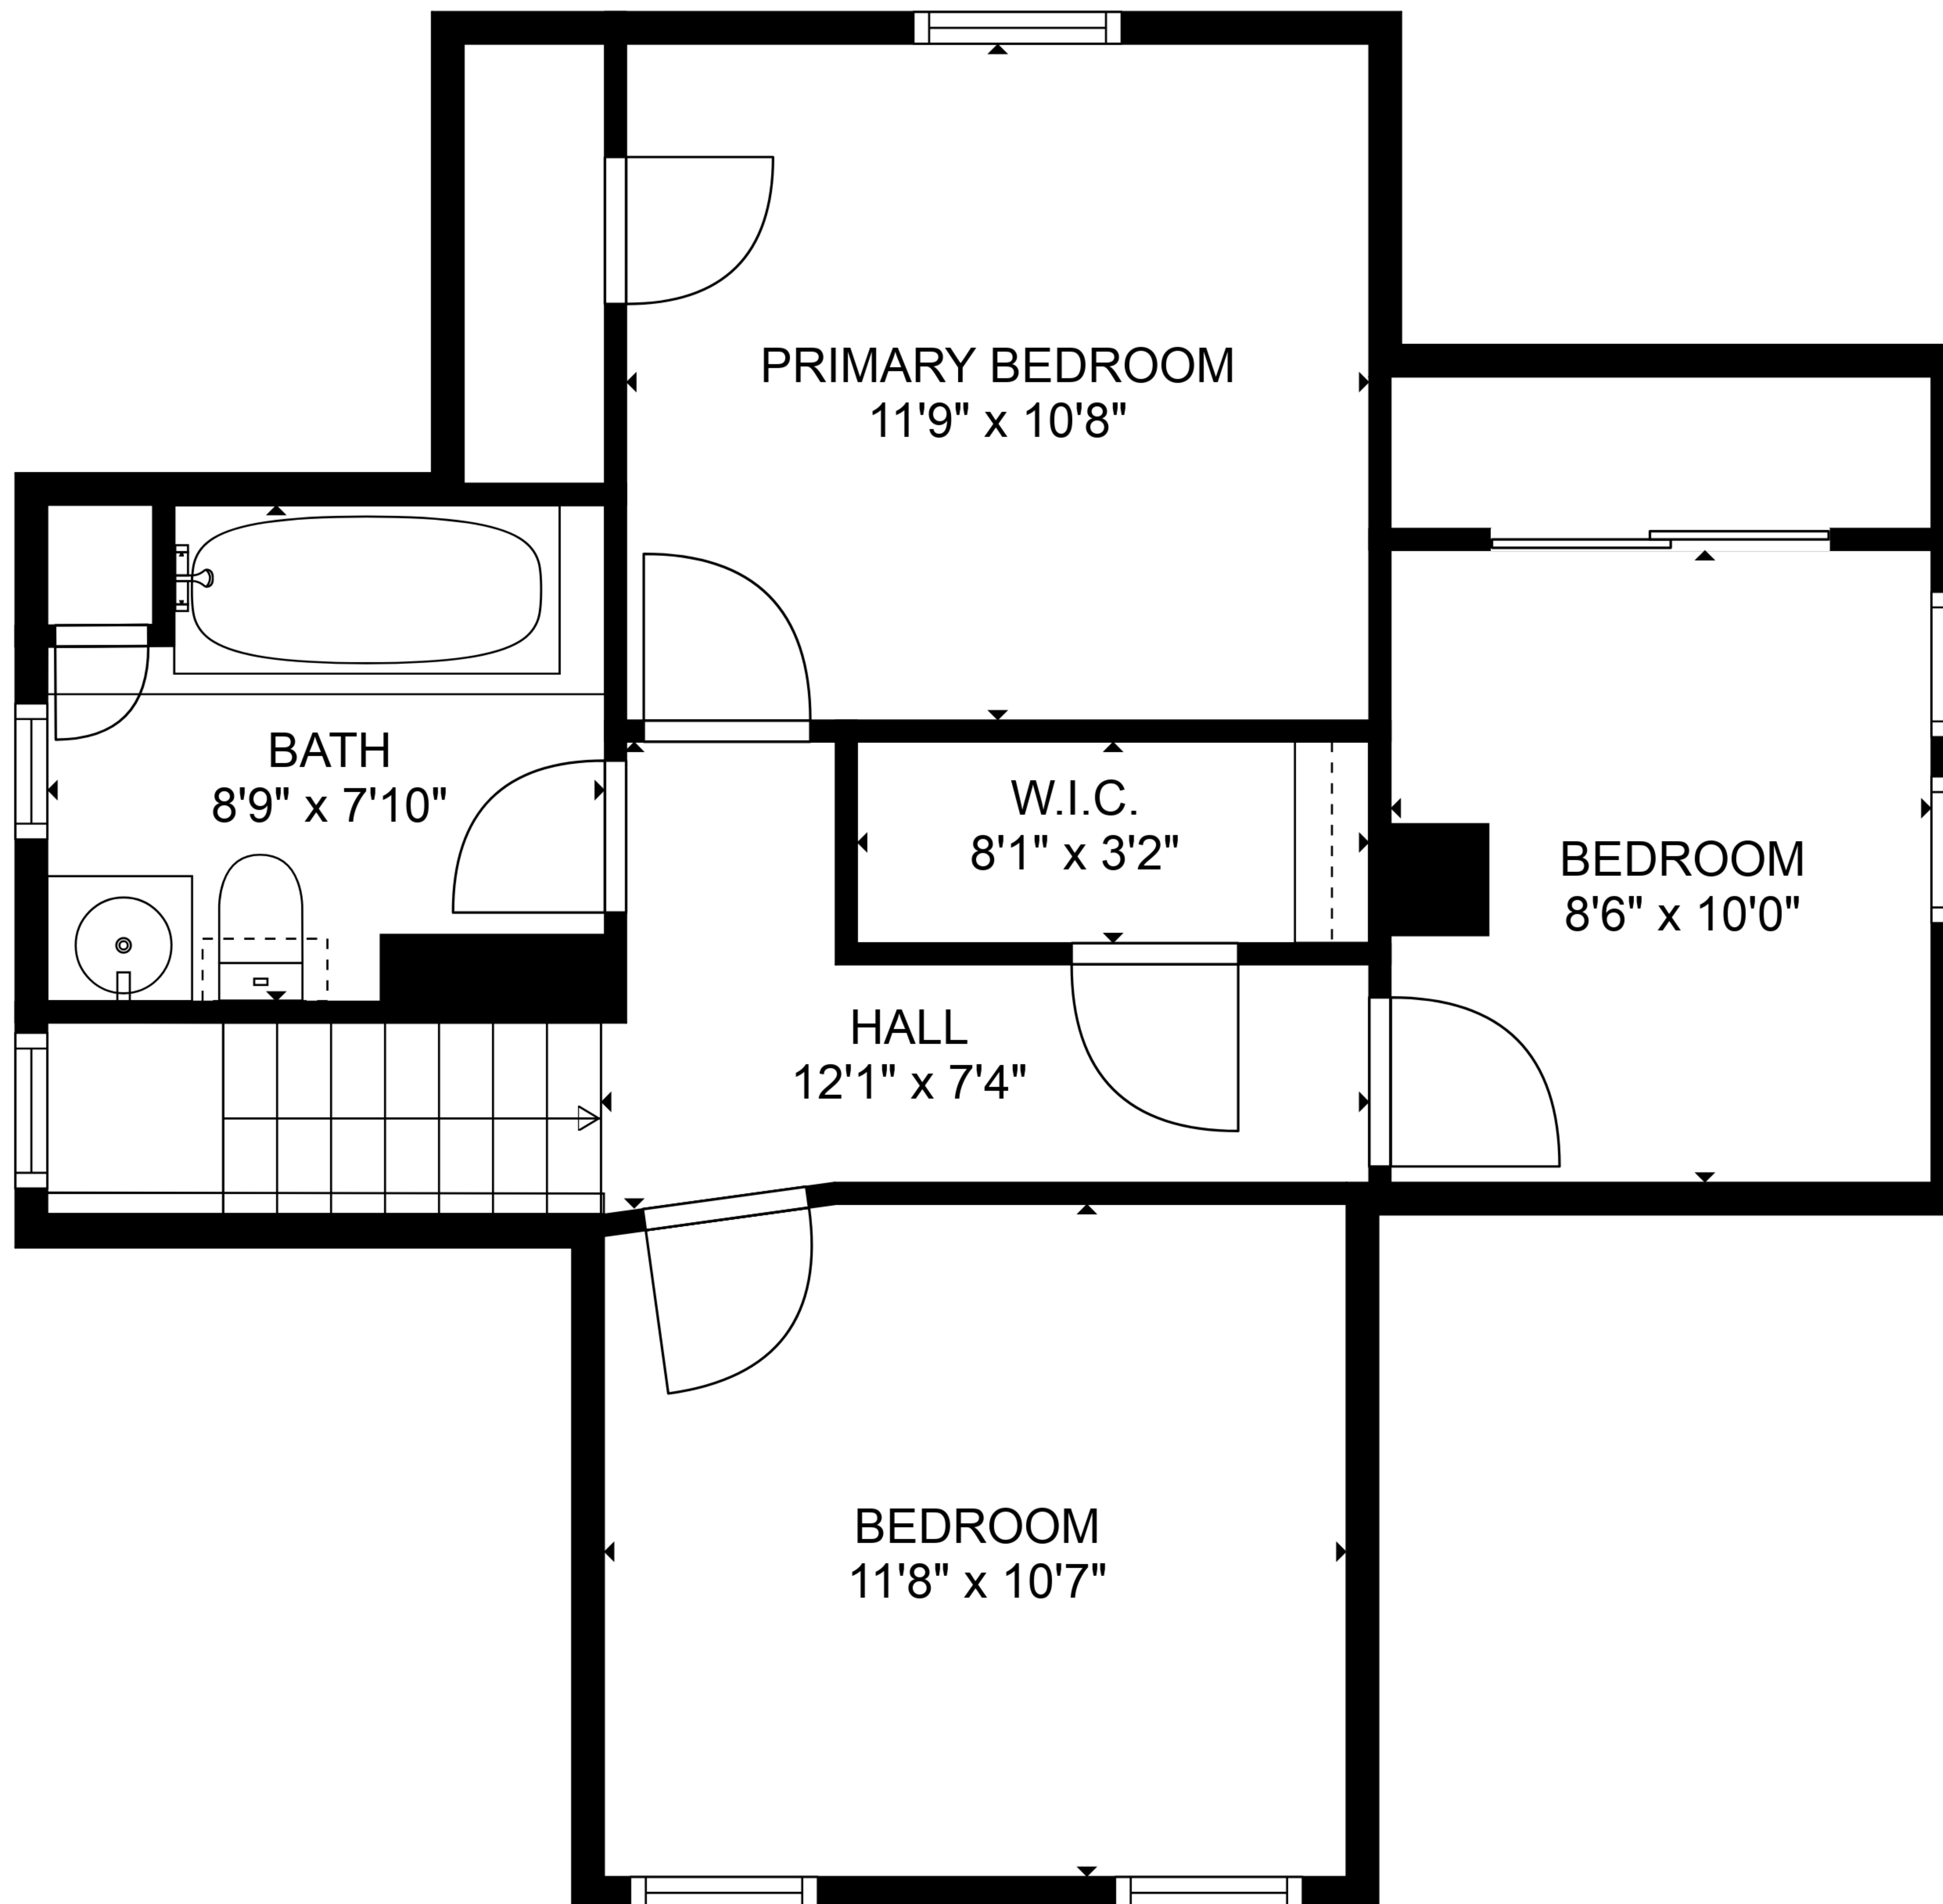 PRIMARY BEDROOM
11'9" x 10'8"
BATH
8'9" x 7'10"
W.I.C.
8'1" x 3'2"
BEDROOM
8'6" x 10'0"
HALL
12'1" x 7'4"
BEDROOM
11'8" x 10'7"